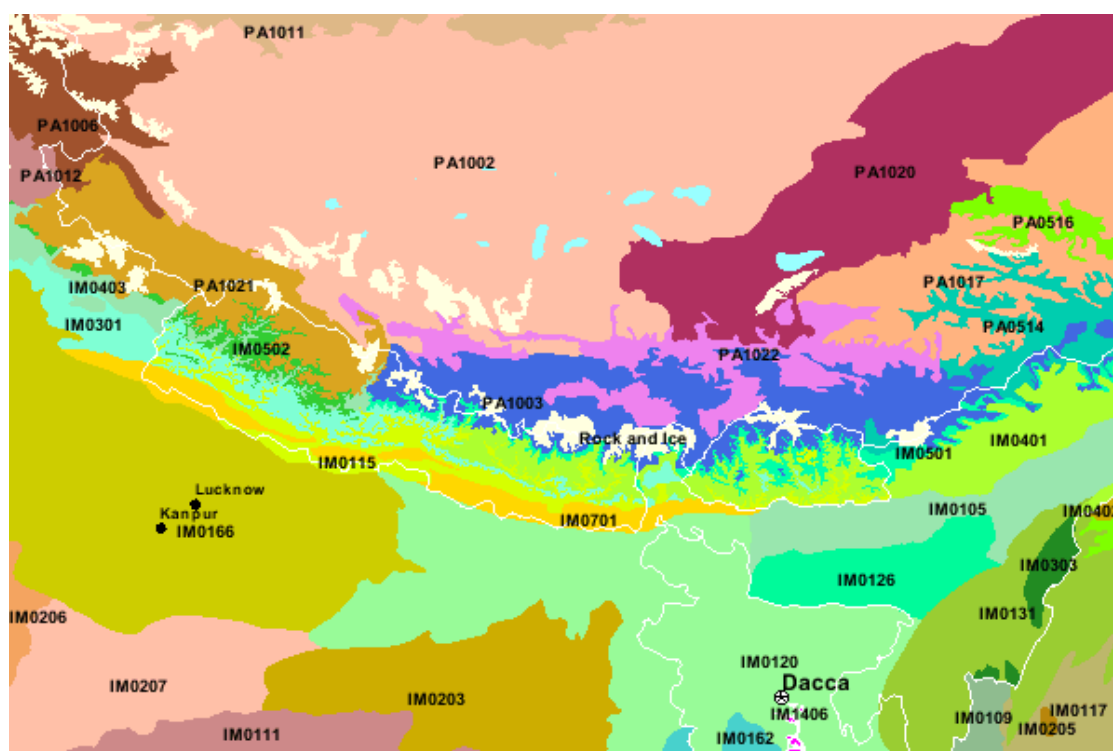 PA1011
PA1006
PA1002
PA1012
PA1020
PA0516
PA1021
IM0403
PA1017
IM0301
PA0514
IM0502
PA1022
PA1003
Rock and Ice
IM0401
IM0501
IM0115
Lucknow
Kanpur
IM0166
IM0701
IM0105
IM0402
IM0303
IM0126
IM0206
IM0131
IM0120
IM0207
Dacca
IM0203
IM1406
IM0117
IM0109
IM0205
IM0111
IM0162